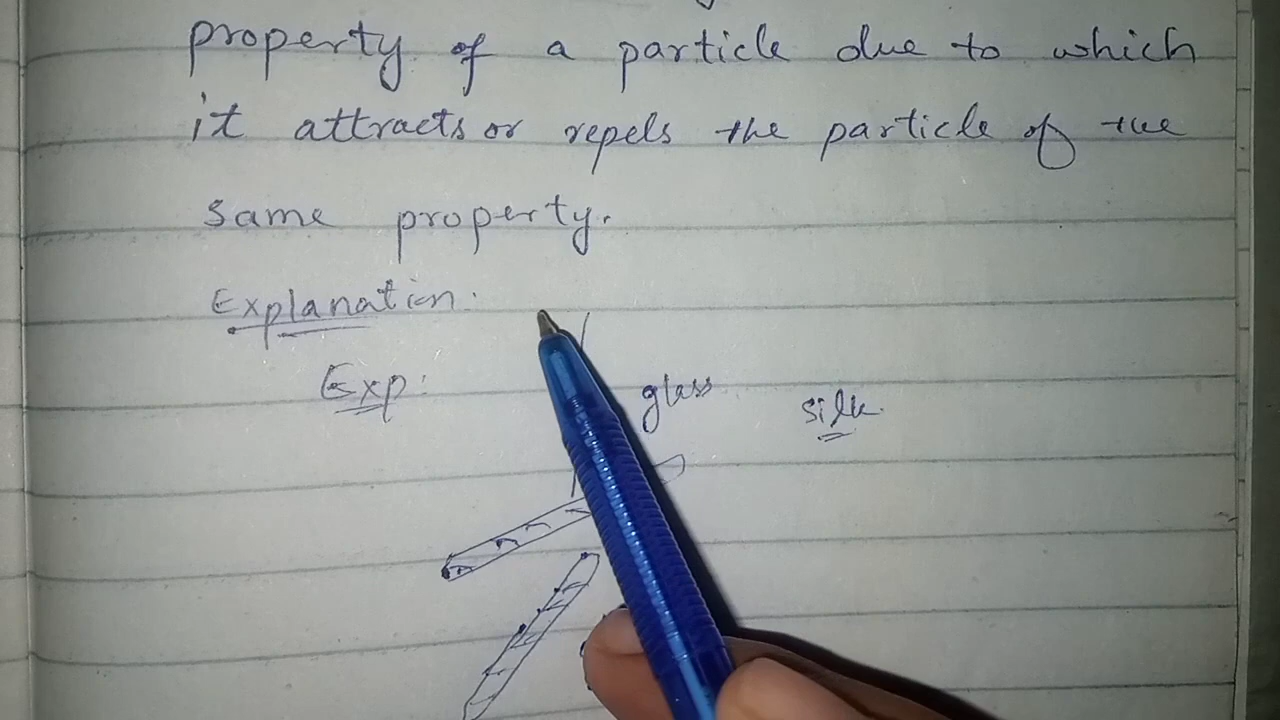 property of a particle due to which
it attracts or repels the particle of the
same property.
Explanation:
Exp:
glass
silk.